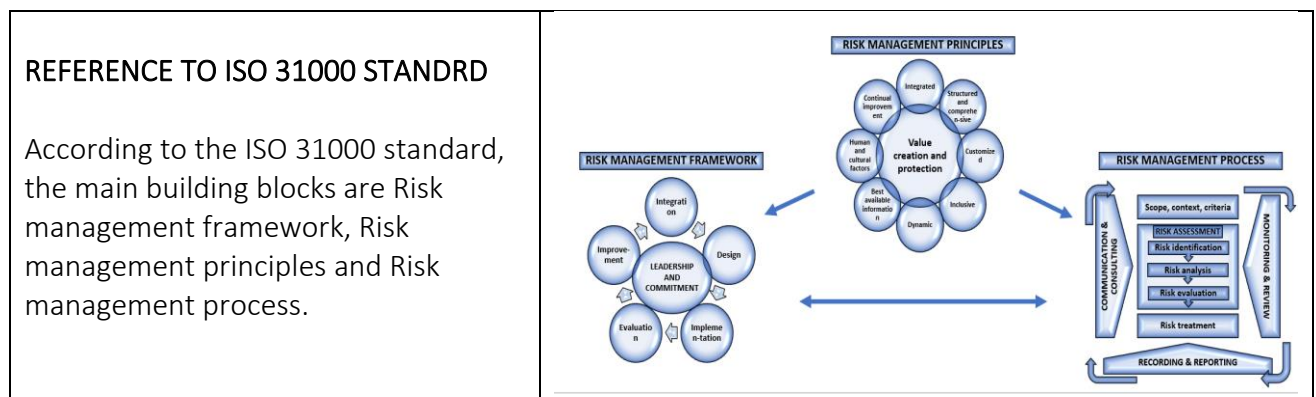 REFERENCE TO ISO 31000 STANDRD
According to the ISO 31000 standard,
the main building blocks are Risk
management framework, Risk
management principles and Risk
management process.
RISK MANAGEMENT PRINCIPLES
Integrated
Structured
and
comprehe
n-sive
Customize
d
Inclusive
Dynamic
Best
available
informatio
n
Human
and
cultural
factors
Continual
improvem
ent
Value
creation and
protection
RISK MANAGEMENT FRAMEWORK
Integrati
on
Design
Impleme
n-tation
Evaluatio
n
Improve-
ment
LEADERSHIP
AND
COMMITMENT
RISK MANAGEMENT PROCESS
COMMUNICATION &
CONSULTING
Scope, context, criteria
RISK ASSESSMENT
Risk identification
Risk analysis
Risk evaluation
Risk treatment
MONITORING & REVIEW
RECORDING & REPORTING